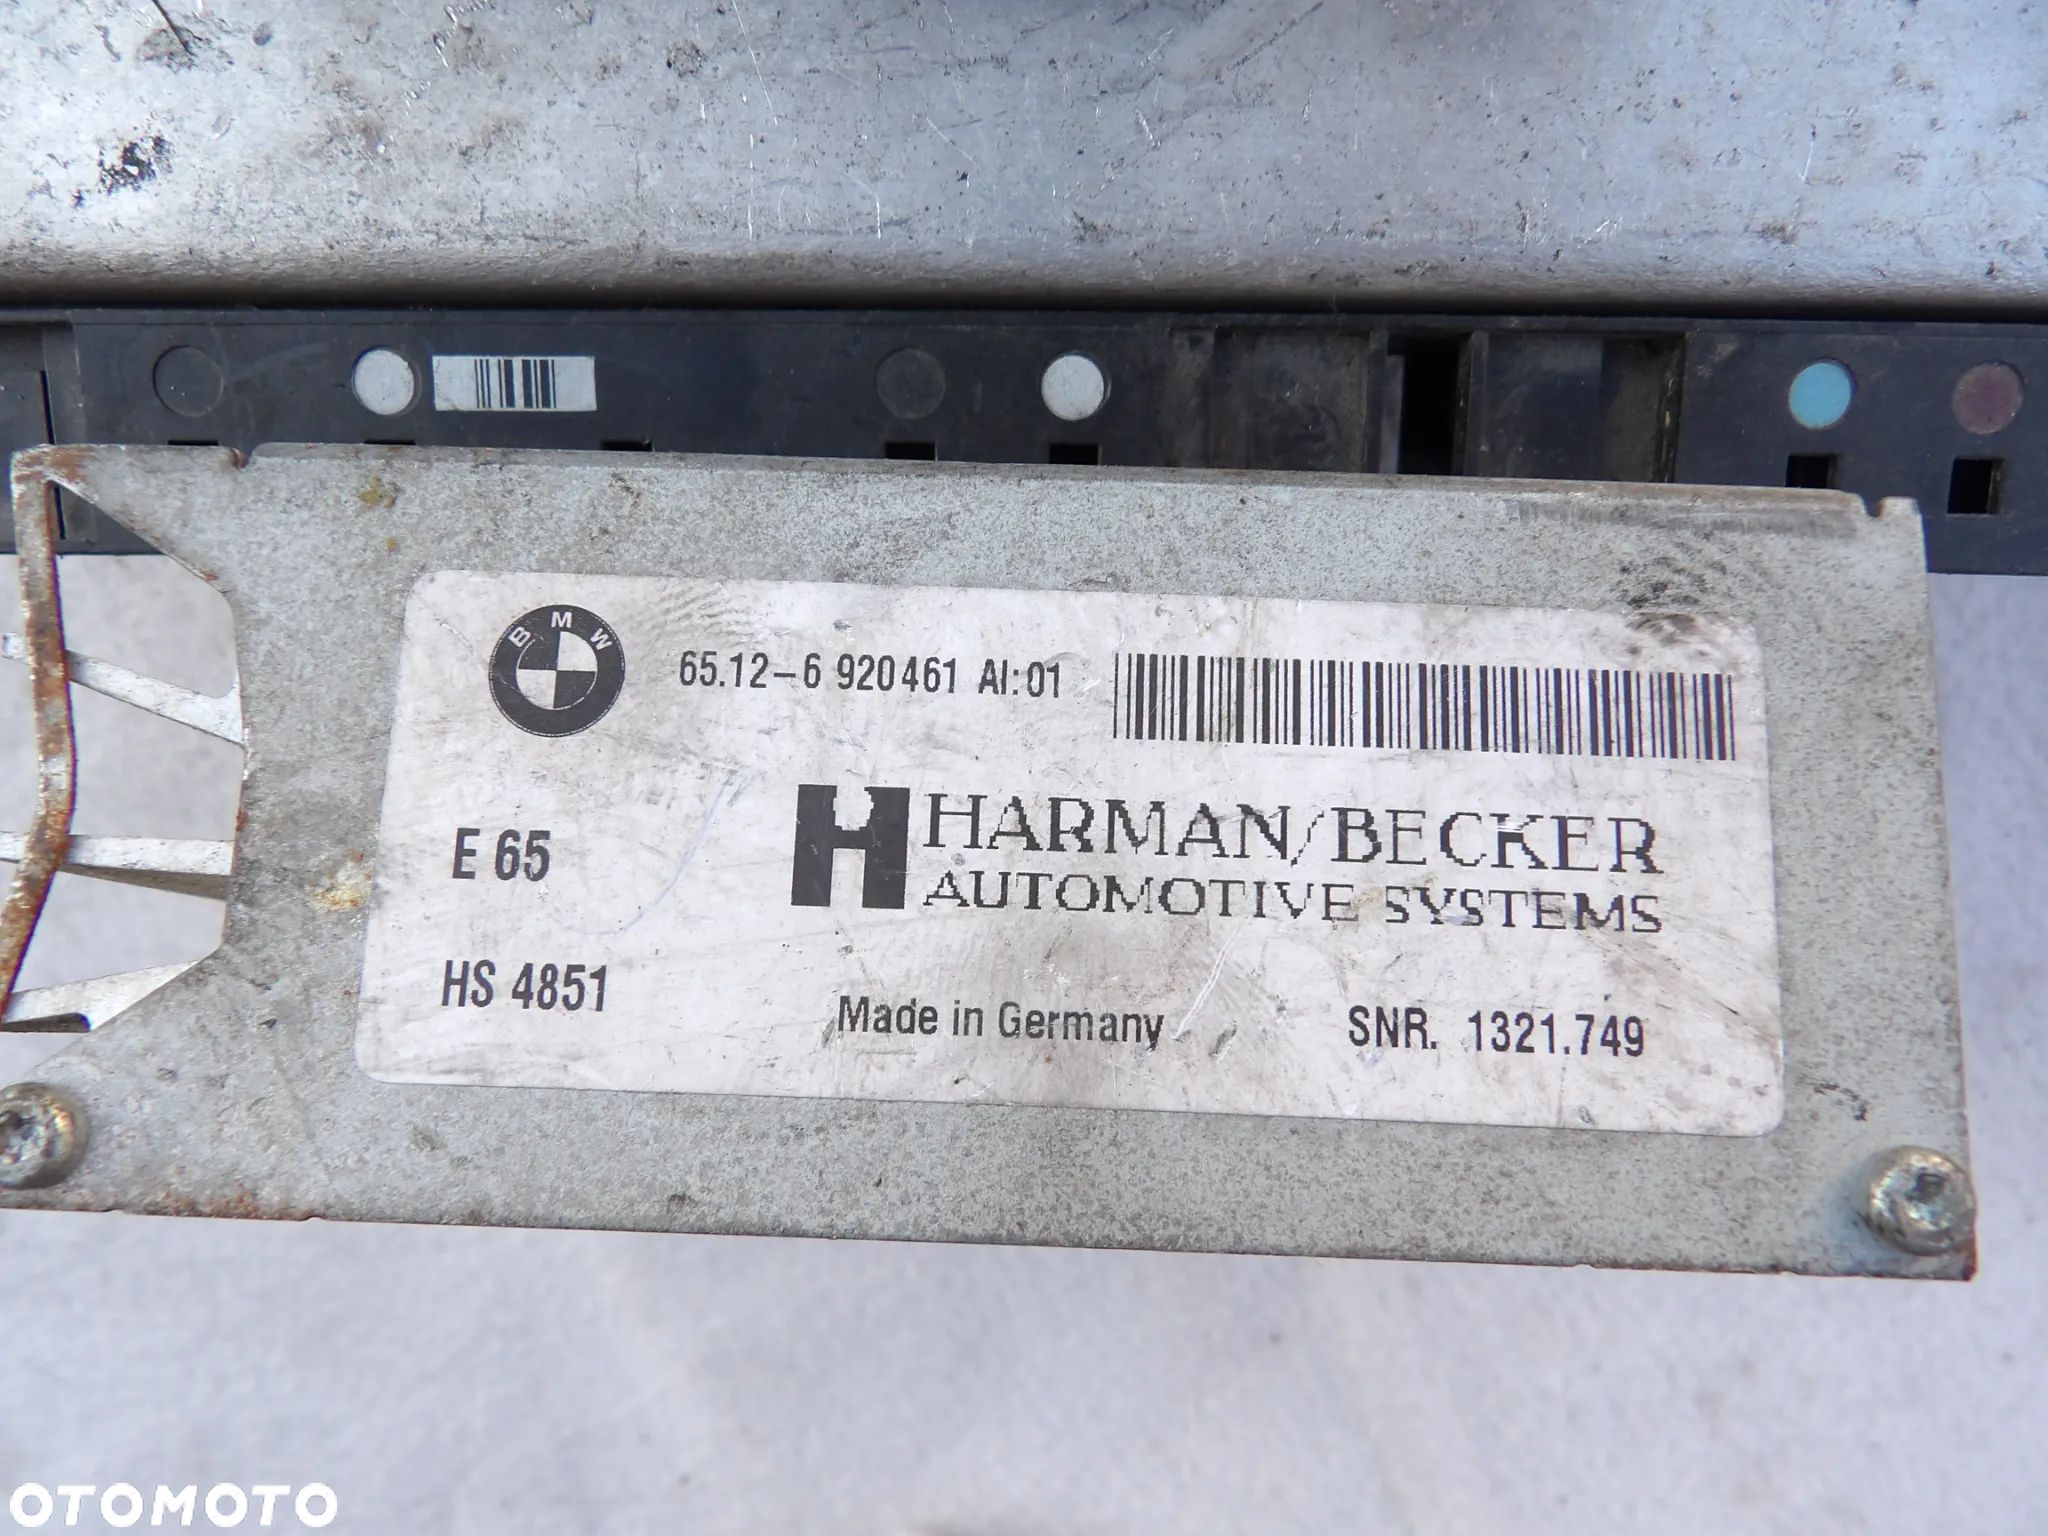 BMW 65.12-6 920461 AI:01
E 65
HARMAN/BECKER
AUTOMOTIVE SYSTEMS
HS 4851
Made in Germany SNR. 1321.749
OTOMOTO